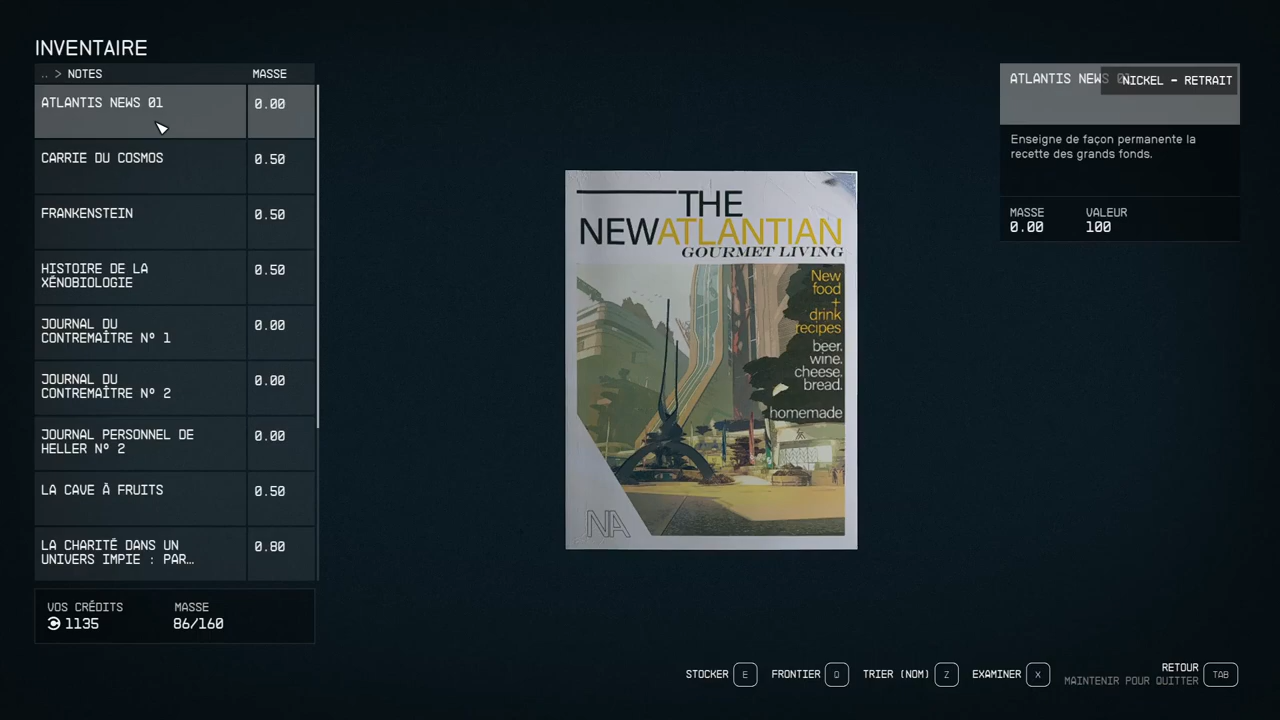 INVENTAIRE
.. > NOTES MASSE
ATLANTIS NEWS 01 0.00
CARRIE DU COSMOS 0.50
FRANKENSTEIN 0.50
HISTOIRE DE LA
XÉNOBIOLOGIE 0.50
JOURNAL DU
CONTREMAÎTRE Nº 1 0.00
JOURNAL DU
CONTREMAÎTRE Nº 2 0.00
JOURNAL PERSONNEL DE
HELLER Nº 2 0.00
LA CAVE À FRUITS 0.50
LA CHARITÉ DANS UN
UNIVERS IMPIE : PAR… 0.80
VOS CRÉDITS MASSE
1135 86/160
THE
NEWATLANTIAN
GOURMET LIVING
New
food
+
drink
recipes
beer.
wine.
cheese.
bread.
homemade
NA
ATLANTIS NEWS
NICKEL - RETRAIT
Enseigne de façon permanente la
recette des grands fonds.
MASSE VALEUR
0.00 100
STOCKER E FRONTIER Q TRIER (NOM) Z EXAMINER X RETOUR TAB
MAINTENIR POUR QUITTER